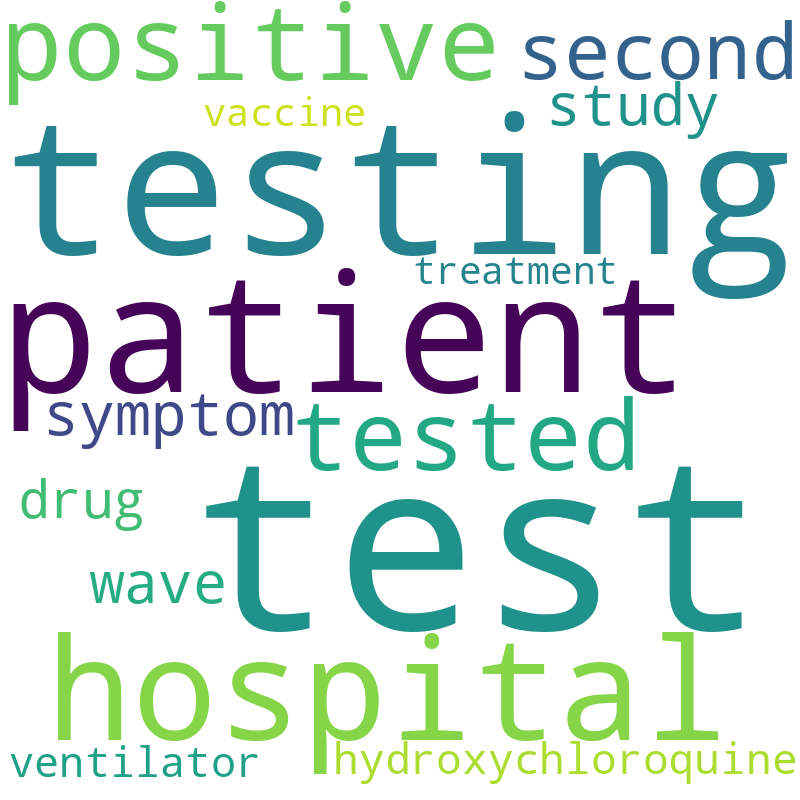 positive second
vaccine study
testing
treatment
patient
symptom tested
drug
test
wave
hospital
ventilator hydroxychloroquine